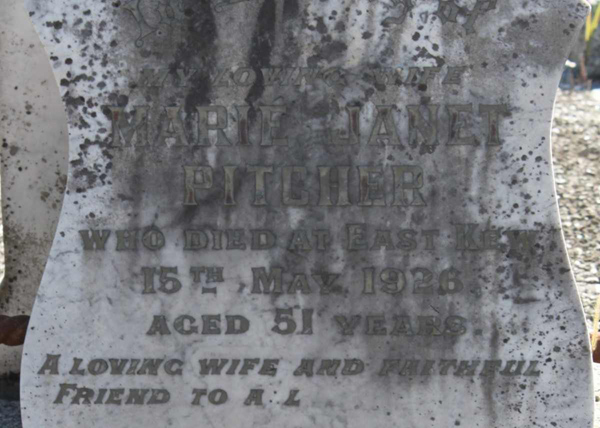 MY LOVING WIFE
MARIE JANET
PITCHER
WHO DIED AT EAST KEW
15TH MAY 1926
AGED 51 YEARS
A LOVING WIFE AND FAITHFUL
FRIEND TO A L